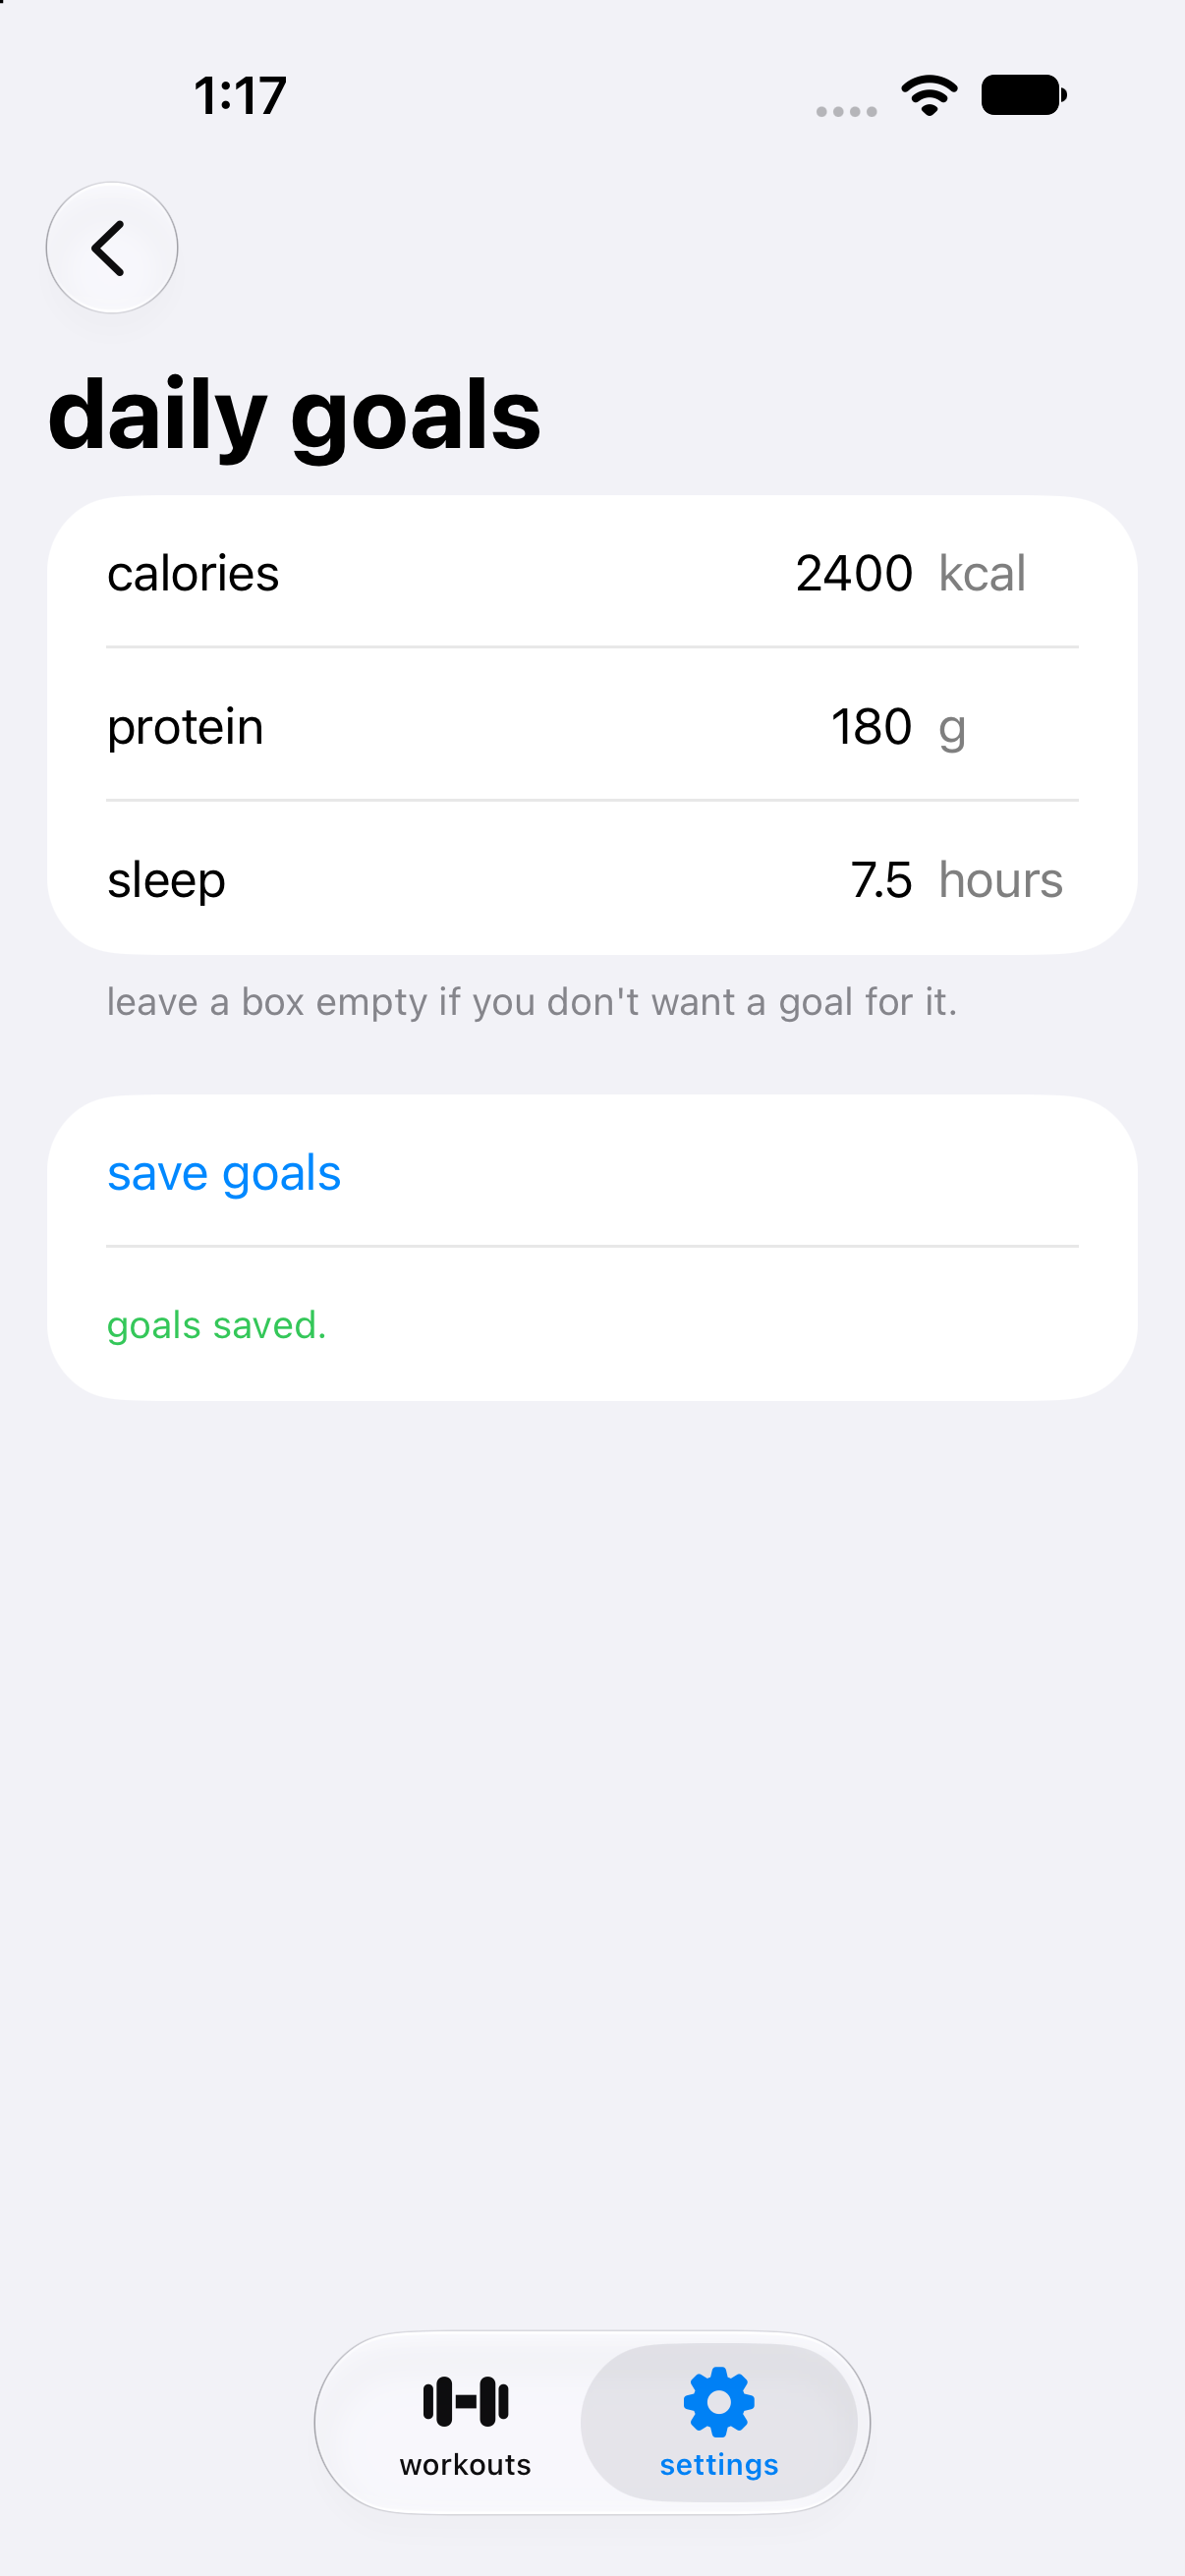 1:17
daily goals
calories 2400 kcal
protein 180 g
sleep 7.5 hours
leave a box empty if you don't want a goal for it.
save goals
goals saved.
workouts settings